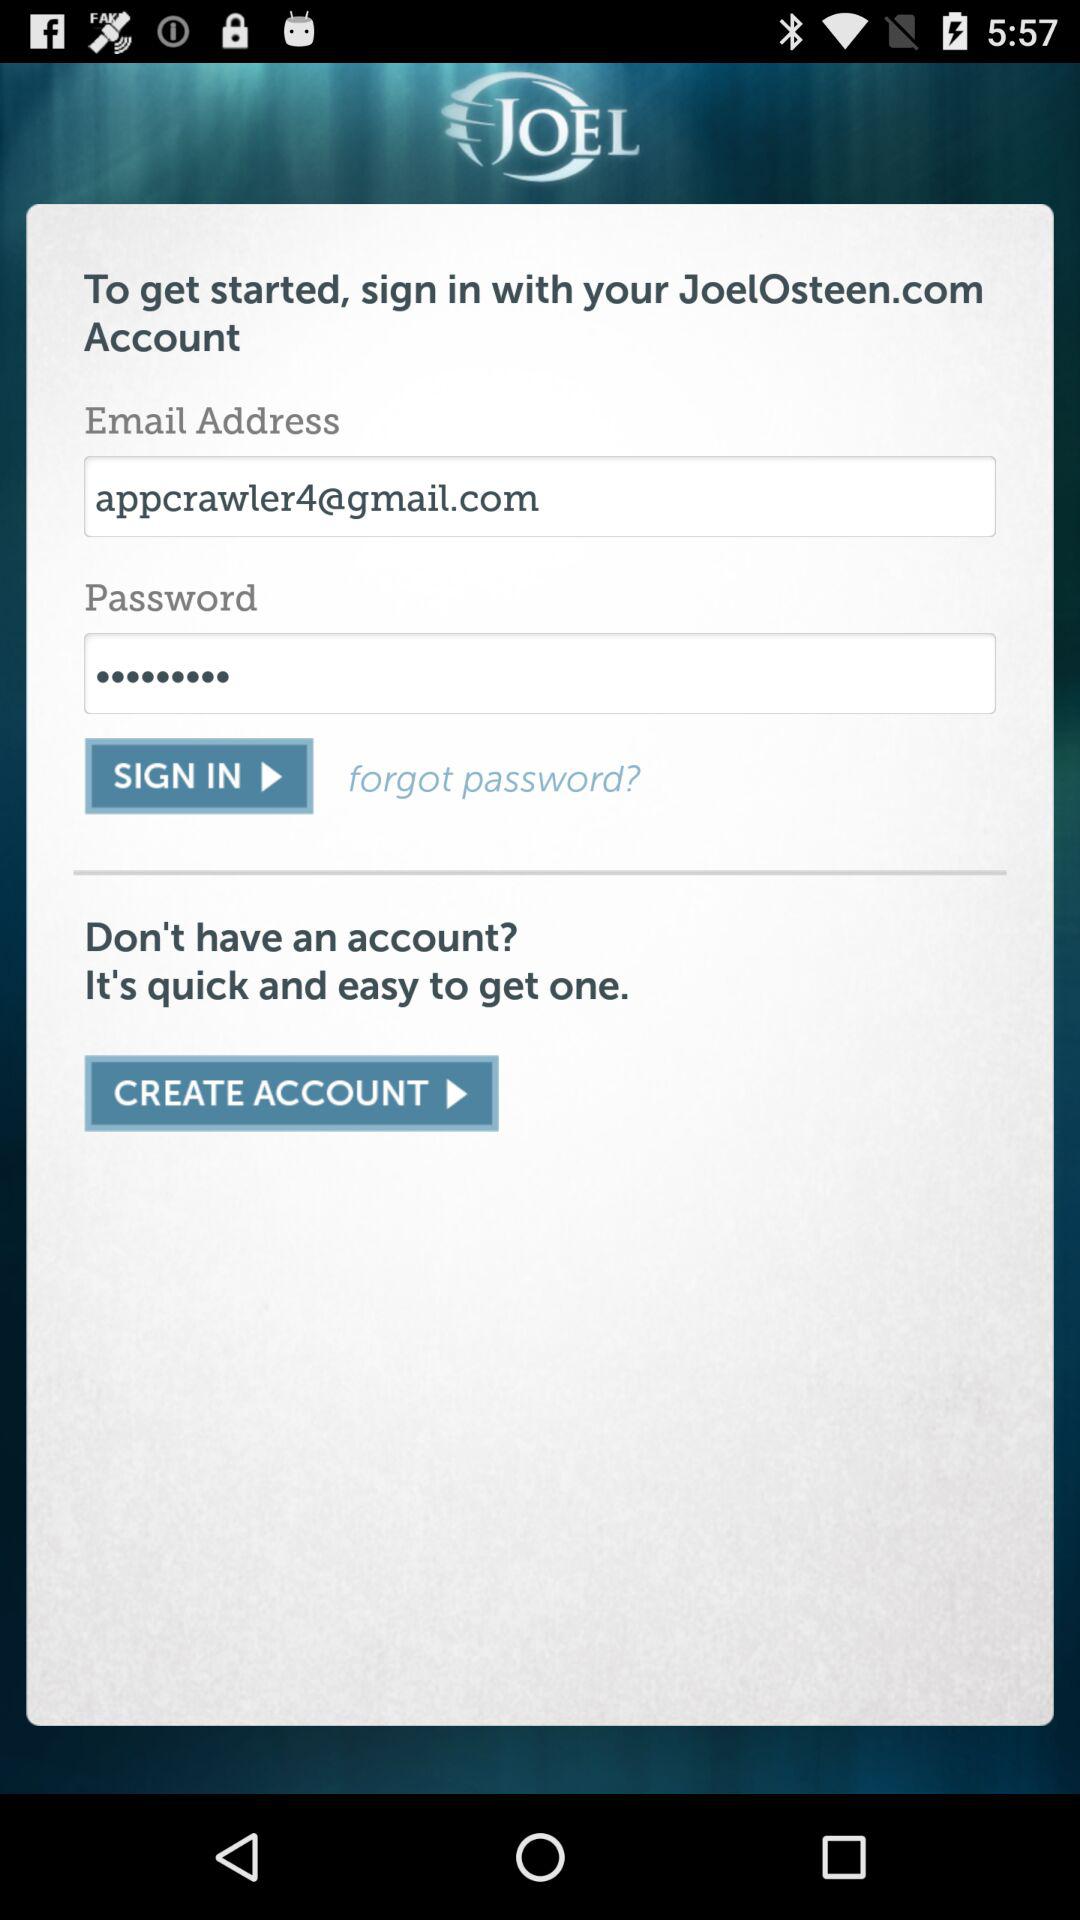 FAKE
5:57
JOEL
To get started, sign in with your JoelOsteen.com
Account
Email Address
appcrawler4@gmail.com
Password
•••••••••
SIGN IN
forgot password?
Don't have an account?
It's quick and easy to get one.
CREATE ACCOUNT